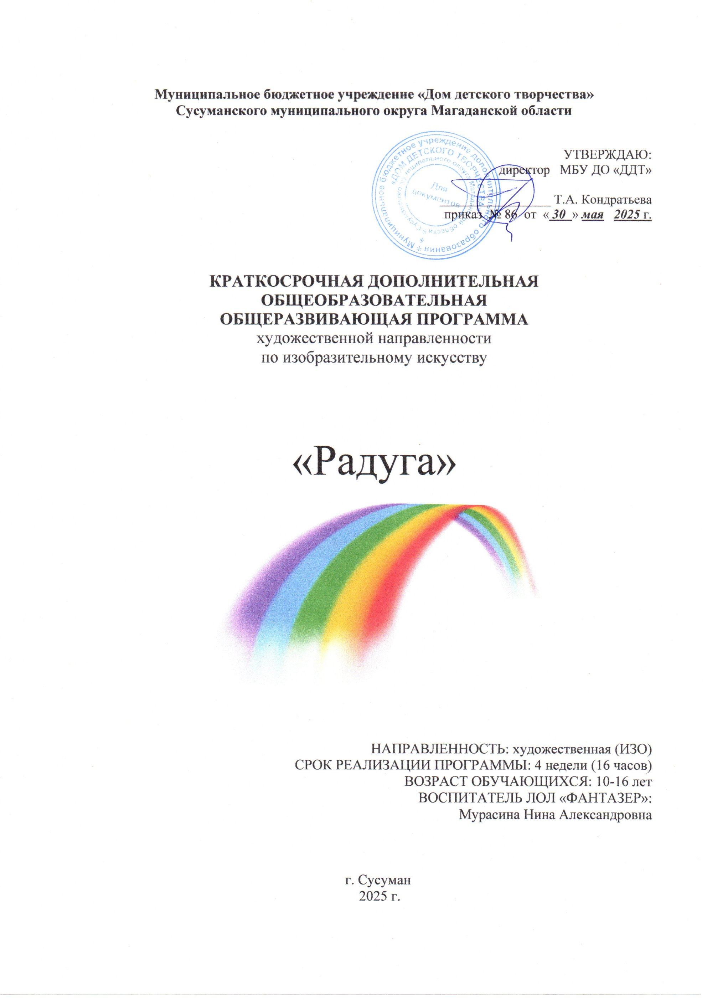 Муниципальное бюджетное учреждение «Дом детского творчества»
Сусуманского муниципального округа Магаданской области
УТВЕРЖДАЮ:
директор МБУ ДО «ДДТ»
Т.А. Кондратьева
приказ № 86 от « 30 » мая 2025 г.
Муниципальное бюджетное учреждение дополнительного образования
«ДОМ ДЕТСКОГО ТВОРЧЕСТВА»
Сусуманского муниципального округа Магаданской области
Для
документов
КРАТКОСРОЧНАЯ ДОПОЛНИТЕЛЬНАЯ
ОБЩЕОБРАЗОВАТЕЛЬНАЯ
ОБЩЕРАЗВИВАЮЩАЯ ПРОГРАММА
художественной направленности
по изобразительному искусству
«Радуга»
НАПРАВЛЕННОСТЬ: художественная (ИЗО)
СРОК РЕАЛИЗАЦИИ ПРОГРАММЫ: 4 недели (16 часов)
ВОЗРАСТ ОБУЧАЮЩИХСЯ: 10-16 лет
ВОСПИТАТЕЛЬ ЛОЛ «ФАНТАЗЕР»:
Мурасина Нина Александровна
г. Сусуман
2025 г.